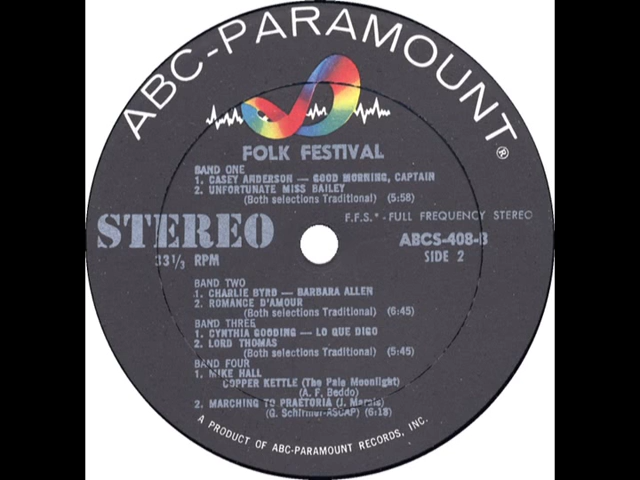 ABC-PARAMOUNT®
FOLK FESTIVAL
BAND ONE
1. CASEY ANDERSON — GOOD MORNING, CAPTAIN
2. UNFORTUNATE MISS BAILEY
(Both selections Traditional) (5:58)
F.F.S.* - FULL FREQUENCY STEREO
STEREO
ABCS-408-B
33⅓ RPM
SIDE 2
BAND TWO
1. CHARLIE BYRD — BARBARA ALLEN
2. ROMANCE D'AMOUR
(Both selections Traditional) (6:45)
BAND THREE
1. CYNTHIA GOODING — LO QUE DIGO
2. LORD THOMAS
(Both selections Traditional) (5:45)
BAND FOUR
1. MIKE HALL
COPPER KETTLE (The Pale Moonlight)
(A. F. Beddo)
2. MARCHING TO PRAETORIA (J. Marais)
(G. Schirmer-ASCAP) (6:18)
A PRODUCT OF ABC-PARAMOUNT RECORDS, INC.